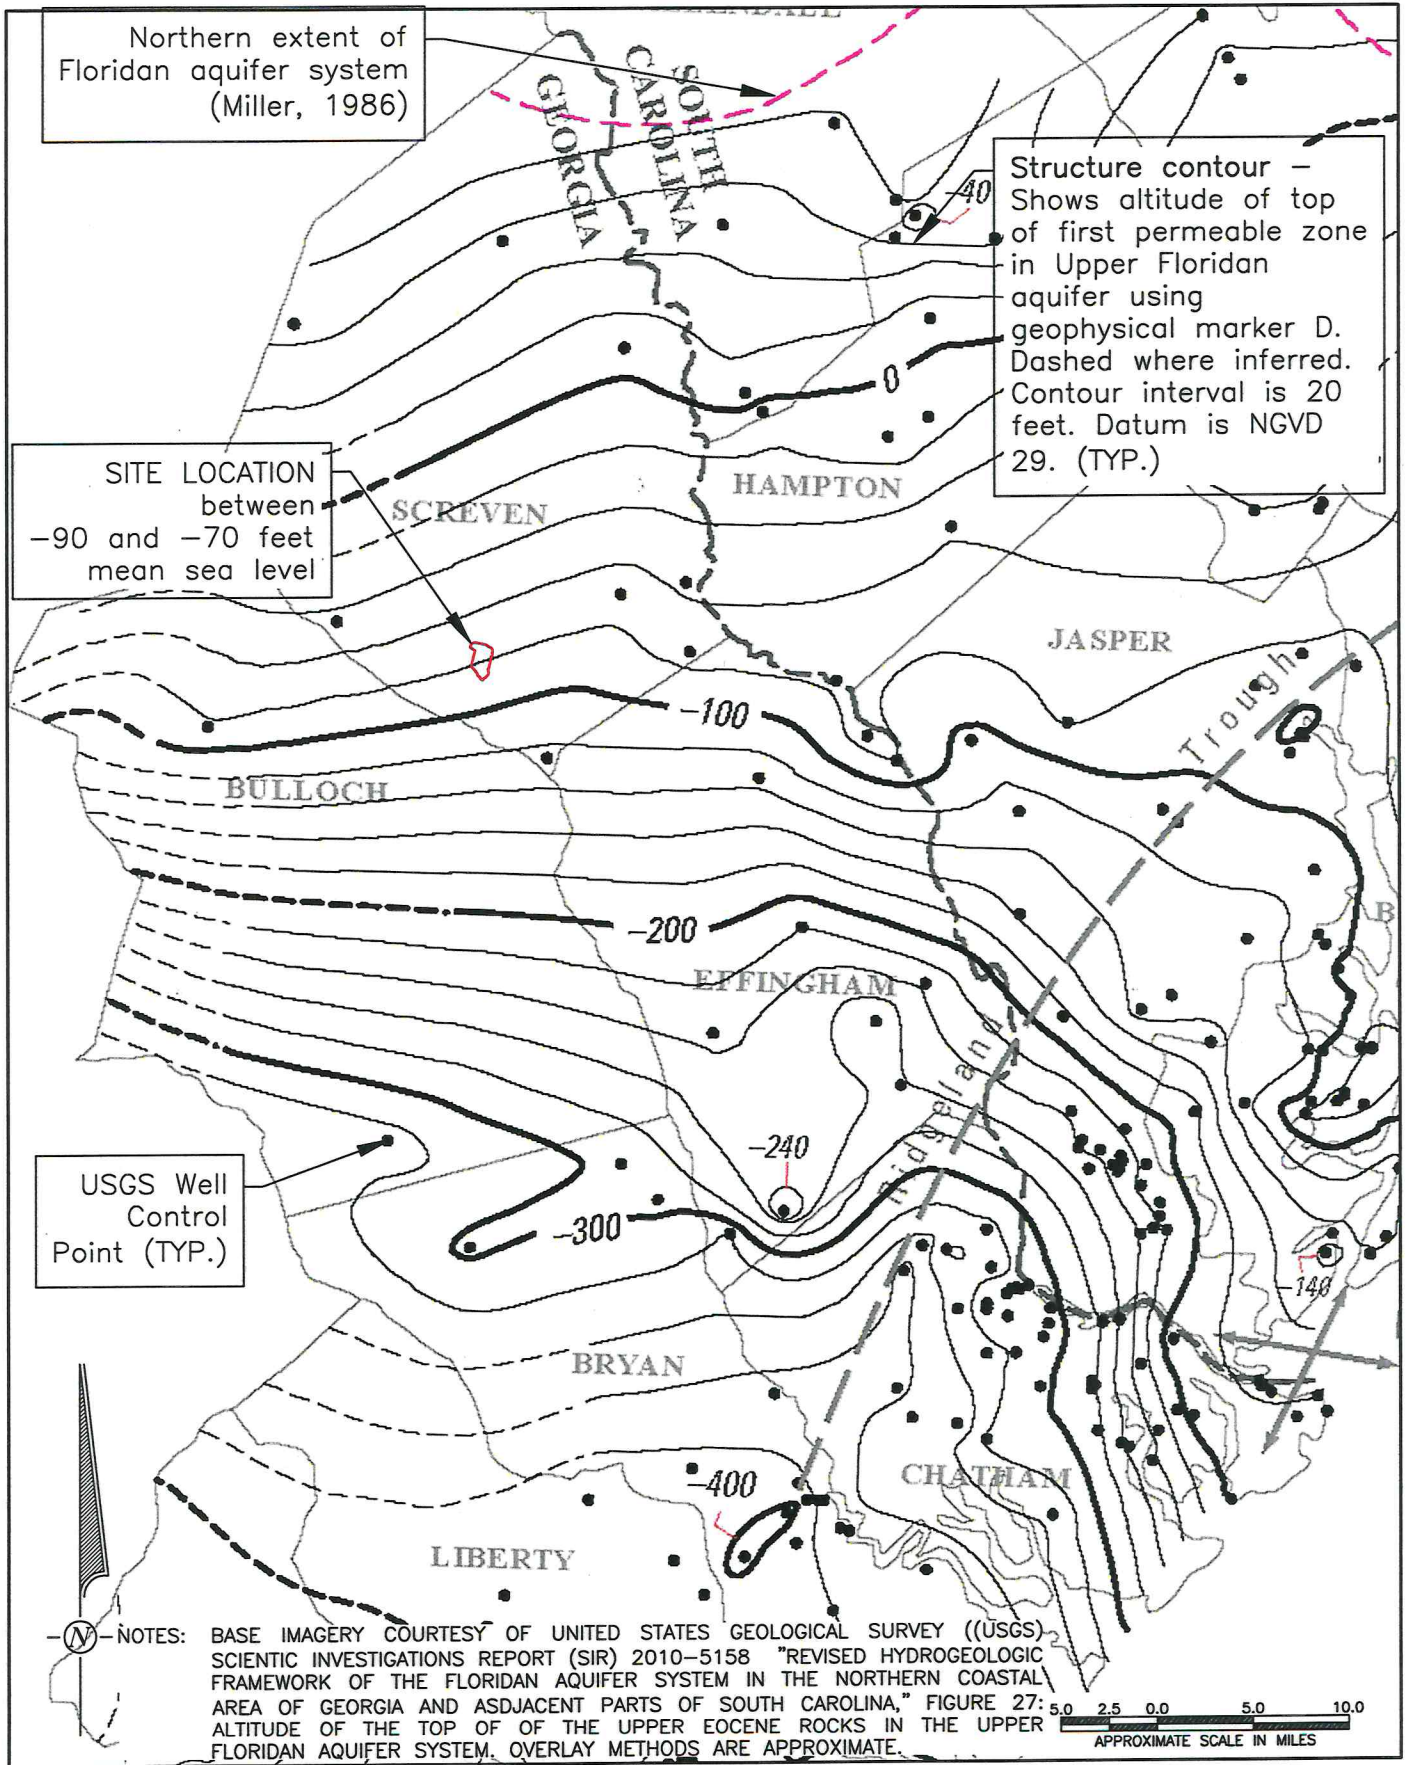 Northern extent of
Floridan aquifer system
(Miller, 1986)
SOUTH
CAROLINA
GEORGIA
-40
Structure contour –
Shows altitude of top
of first permeable zone
in Upper Floridan
aquifer using
geophysical marker D.
Dashed where inferred.
Contour interval is 20
feet. Datum is NGVD
29. (TYP.)
0
SITE LOCATION
between
-90 and -70 feet
mean sea level
SCREVEN
HAMPTON
JASPER
Trough
-100
BULLOCH
-200
B
EFFINGHAM
Ridgeland
-240
USGS Well
Control
Point (TYP.)
-300
-140
BRYAN
-400
CHATHAM
LIBERTY
N
NOTES: BASE IMAGERY COURTESY OF UNITED STATES GEOLOGICAL SURVEY ((USGS)
SCIENTIC INVESTIGATIONS REPORT (SIR) 2010-5158 "REVISED HYDROGEOLOGIC
FRAMEWORK OF THE FLORIDAN AQUIFER SYSTEM IN THE NORTHERN COASTAL
AREA OF GEORGIA AND ASDJACENT PARTS OF SOUTH CAROLINA," FIGURE 27:
ALTITUDE OF THE TOP OF OF THE UPPER EOCENE ROCKS IN THE UPPER
FLORIDAN AQUIFER SYSTEM. OVERLAY METHODS ARE APPROXIMATE.
5.0 2.5 0.0 5.0 10.0
APPROXIMATE SCALE IN MILES